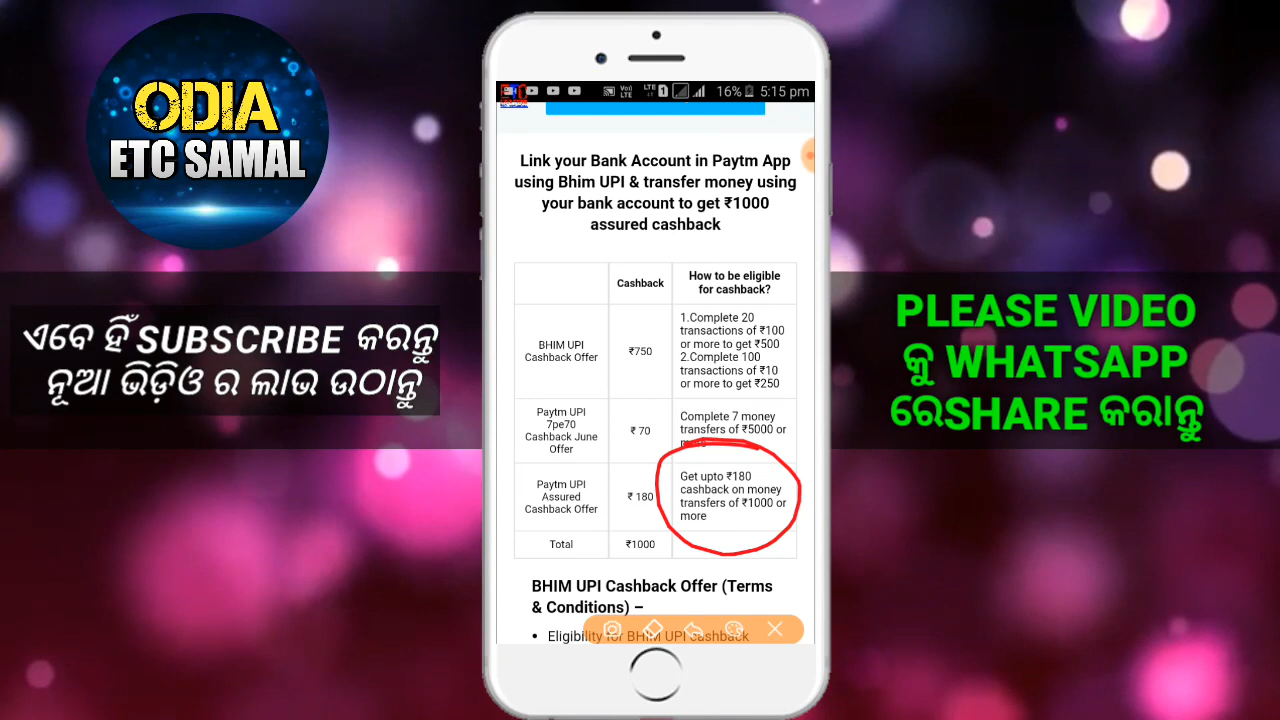 ODIA
ETC SAMAL
ଏବେ ହିଁ SUBSCRIBE କରନ୍ତୁ
ନୂଆ ଭିଡ଼ିଓ ର ଲାଭ ଉଠାନ୍ତୁ
PLEASE VIDEO
କୁ WHATSAPP
ରେSHARE କରାନ୍ତୁ
LTE 16% 5:15 pm
Link your Bank Account in Paytm App
using Bhim UPI & transfer money using
your bank account to get ₹1000
assured cashback
Cashback
How to be eligible
for cashback?
BHIM UPI
Cashback Offer
₹750
1.Complete 20
transactions of ₹100
or more to get ₹500
2.Complete 100
transactions of ₹10
or more to get ₹250
Paytm UPI
7pe70
Cashback June
Offer
₹ 70
Complete 7 money
transfers of ₹5000 or
more
Paytm UPI
Assured
Cashback Offer
₹ 180
Get upto ₹180
cashback on money
transfers of ₹1000 or
more
Total
₹1000
BHIM UPI Cashback Offer (Terms
& Conditions) –
• Eligibility for BHIM UPI cashback